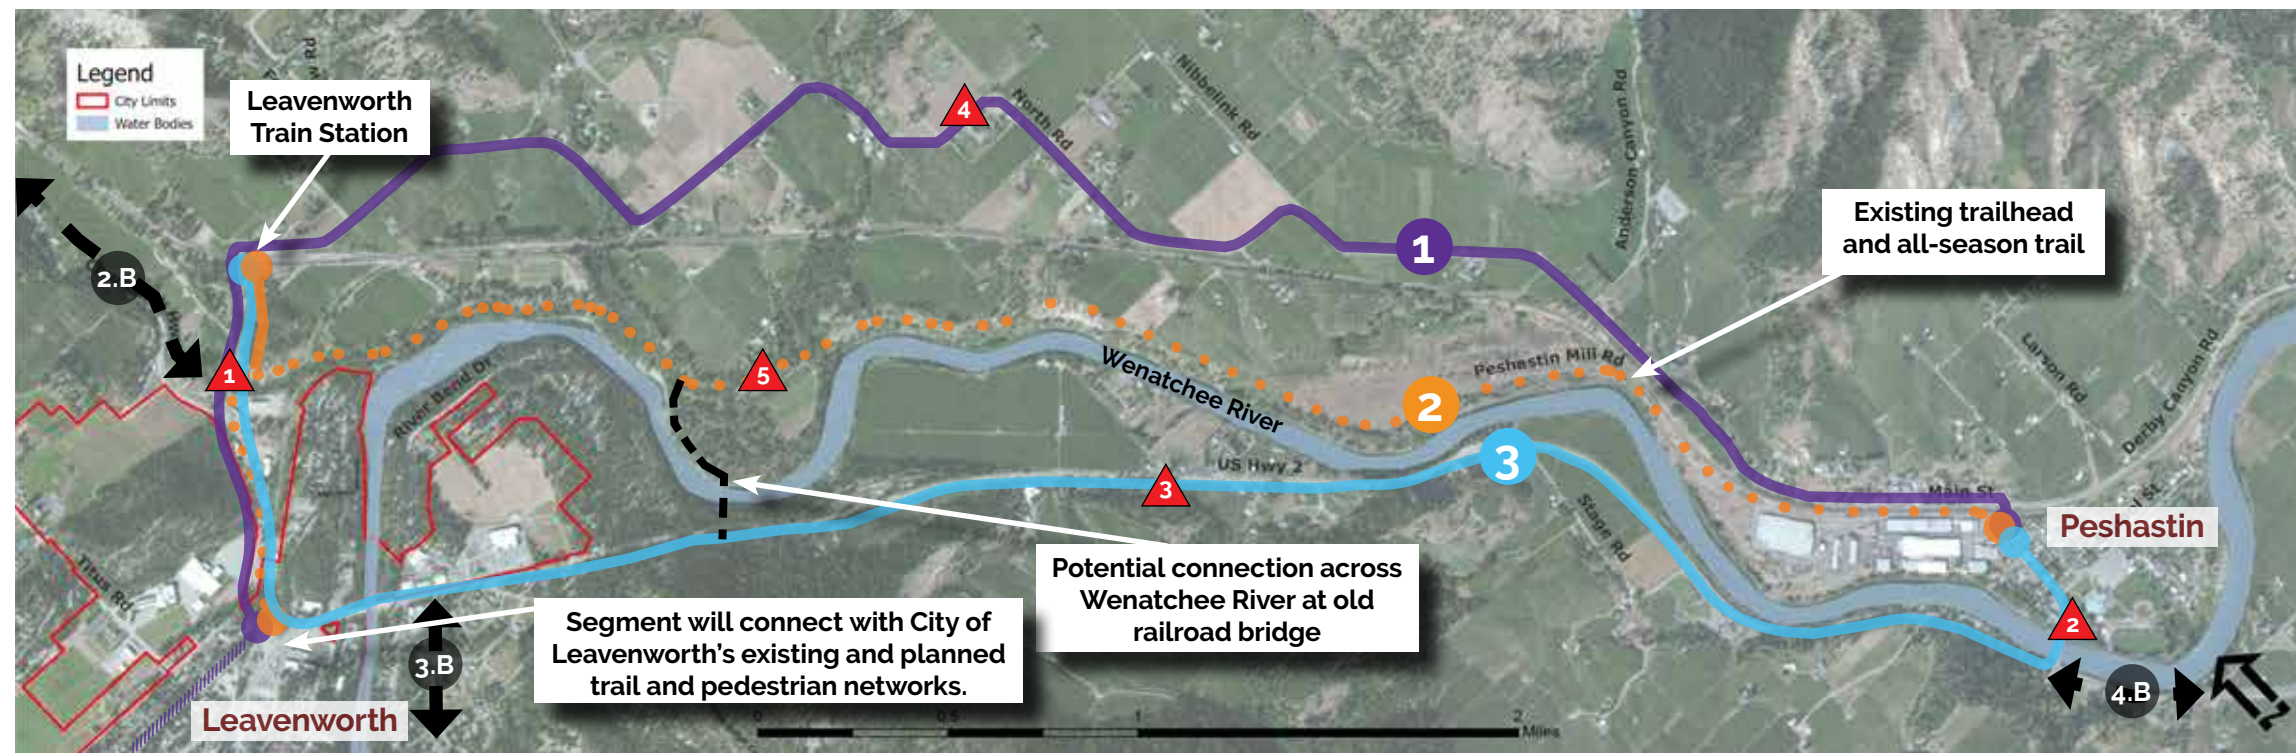 Legend
City Limits
Water Bodies
Leavenworth
Train Station
4
North Rd
Nibbelink Rd
Anderson Canyon Rd
Existing trailhead
and all-season trail
1
2.B
1
5
Wenatchee River
Peshastin Mill Rd
2
3
Larson Rd
Derby Canyon Rd
River Bend Dr
US Hwy 2
3
Stage Rd
Main St
Peshastin
Titus Rd
Potential connection across
Wenatchee River at old
railroad bridge
Segment will connect with City of
Leavenworth's existing and planned
trail and pedestrian networks.
3.B
2
4.B
N
Leavenworth
0 0.5 1 2
Miles